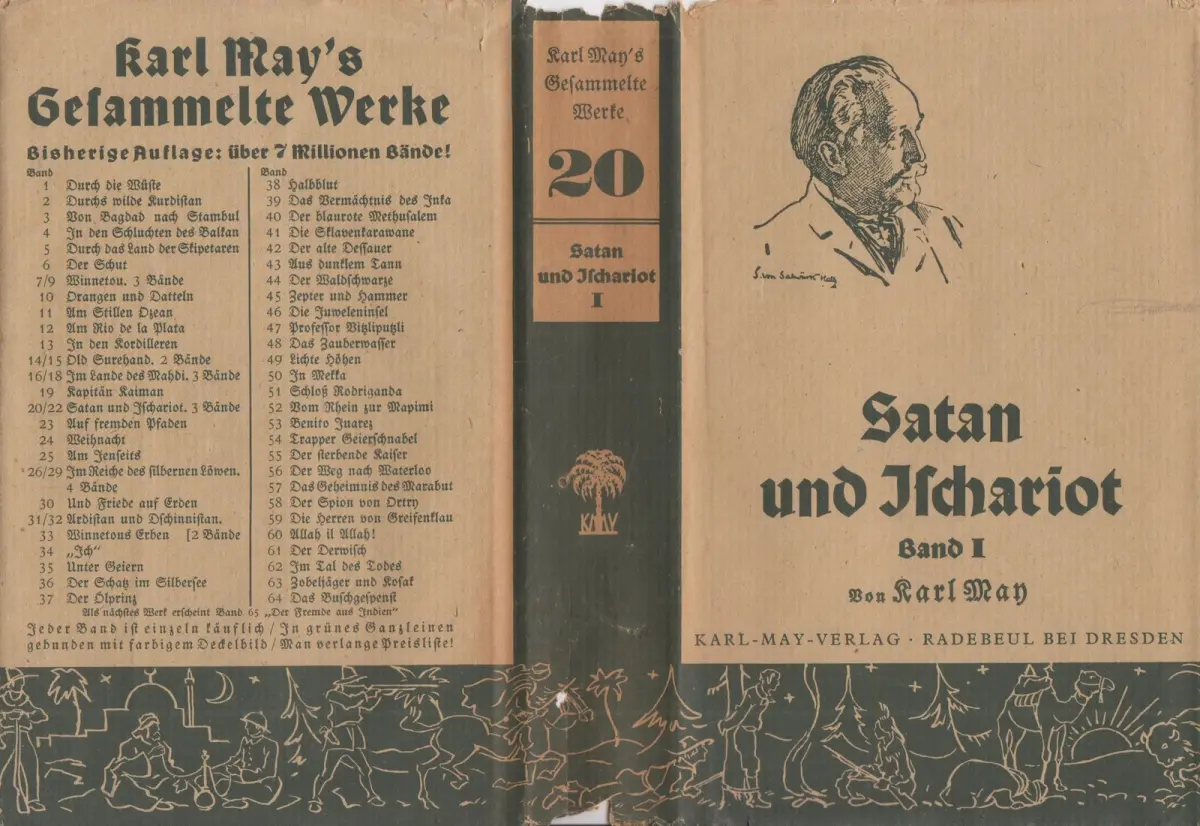 Karl May's
Gesammelte Werke
Bisherige Auflage: über 7 Millionen Bände!
Band
1 Durch die Wüste
2 Durchs wilde Kurdistan
3 Von Bagdad nach Stambul
4 In den Schluchten des Balkan
5 Durch das Land der Skipetaren
6 Der Schut
7/9 Winnetou. 3 Bände
10 Orangen und Datteln
11 Am Stillen Ozean
12 Am Rio de la Plata
13 In den Kordilleren
14/15 Old Surehand. 2 Bände
16/18 Im Lande des Mahdi. 3 Bände
19 Kapitän Kaiman
20/22 Satan und Ischariot. 3 Bände
23 Auf fremden Pfaden
24 Weihnacht
25 Am Jenseits
26/29 Im Reiche des silbernen Löwen.
4 Bände
30 Und Friede auf Erden
31/32 Ardistan und Dschinnistan.
33 Winnetous Erben [2 Bände
34 „Ich“
35 Unter Geiern
36 Der Schatz im Silbersee
37 Der Ölprinz
Band
38 Halbblut
39 Das Vermächtnis des Inka
40 Der blaurote Methusalem
41 Die Sklavenkarawane
42 Der alte Dessauer
43 Aus dunklem Tann
44 Der Waldschwarze
45 Zepter und Hammer
46 Die Juweleninsel
47 Professor Vitzliputzli
48 Das Zauberwasser
49 Lichte Höhen
50 In Mekka
51 Schloß Rodriganda
52 Vom Rhein zur Mapimi
53 Benito Juarez
54 Trapper Geierschnabel
55 Der sterbende Kaiser
56 Der Weg nach Waterloo
57 Das Geheimnis des Marabut
58 Der Spion von Ortry
59 Die Herren von Greifenklau
60 Allah il Allah!
61 Der Derwisch
62 Im Tal des Todes
63 Zobeljäger und Kosak
64 Das Buschgespenst
Als nächstes Werk erscheint Band 65 „Der Fremde aus Indien“
Jeder Band ist einzeln käuflich / In grünes Ganzleinen
gebunden mit farbigem Deckelbild / Man verlange Preisliste!
Karl May's
Gesammelte
Werke
20
Satan
und Ischariot
I
KMV
Satan
und Ischariot
Band I
Von Karl May
KARL-MAY-VERLAG · RADEBEUL BEI DRESDEN